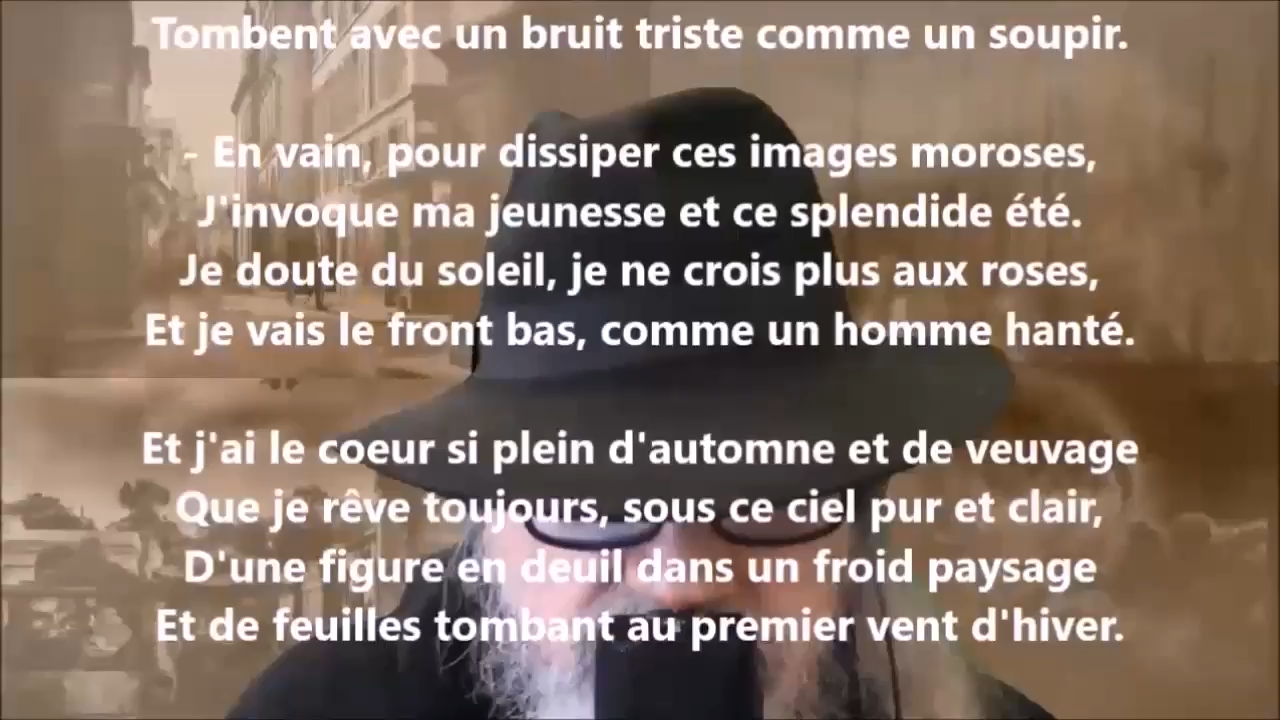 Tombent avec un bruit triste comme un soupir.
- En vain, pour dissiper ces images moroses,
J'invoque ma jeunesse et ce splendide été.
Je doute du soleil, je ne crois plus aux roses,
Et je vais le front bas, comme un homme hanté.
Et j'ai le coeur si plein d'automne et de veuvage
Que je rêve toujours, sous ce ciel pur et clair,
D'une figure en deuil dans un froid paysage
Et de feuilles tombant au premier vent d'hiver.